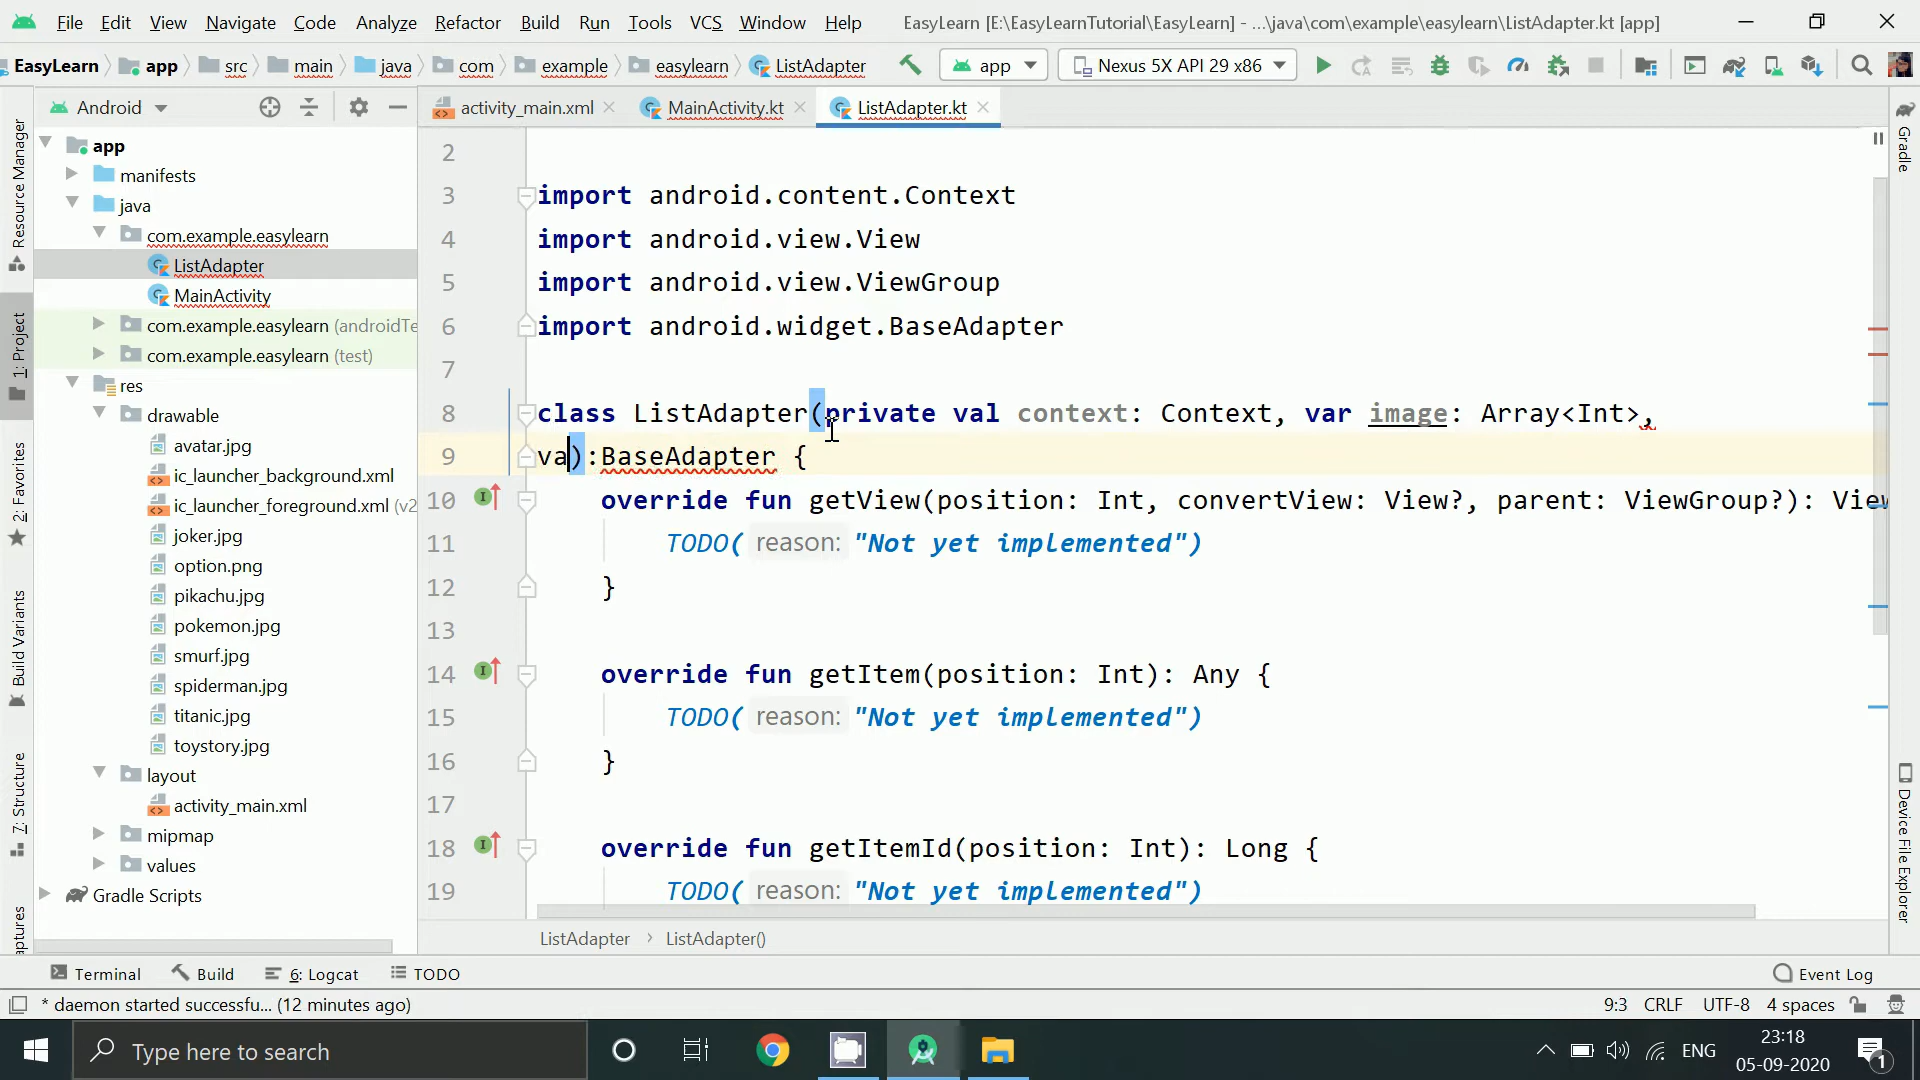 File Edit View Navigate Code Analyze Refactor Build Run Tools VCS Window Help EasyLearn [E:\EasyLearnTutorial\EasyLearn] - ...\java\com\example\easylearn\ListAdapter.kt [app]
EasyLearn app src main java com example easylearn ListAdapter app Nexus 5X API 29 x86
Android
activity_main.xml MainActivity.kt ListAdapter.kt
Resource Manager
1: Project
2: Favorites
Build Variants
7: Structure
aptures
app
manifests
java
com.example.easylearn
ListAdapter
MainActivity
com.example.easylearn (androidTe
com.example.easylearn (test)
res
drawable
avatar.jpg
ic_launcher_background.xml
ic_launcher_foreground.xml (v2
joker.jpg
option.png
pikachu.jpg
pokemon.jpg
smurf.jpg
spiderman.jpg
titanic.jpg
toystory.jpg
layout
activity_main.xml
mipmap
values
Gradle Scripts
2
3 import android.content.Context
4 import android.view.View
5 import android.view.ViewGroup
6 import android.widget.BaseAdapter
7
8 class ListAdapter(private val context: Context, var image: Array<Int>,
9 va):BaseAdapter {
10 override fun getView(position: Int, convertView: View?, parent: ViewGroup?): View
11 TODO( reason: "Not yet implemented")
12 }
13
14 override fun getItem(position: Int): Any {
15 TODO( reason: "Not yet implemented")
16 }
17
18 override fun getItemId(position: Int): Long {
19 TODO( reason: "Not yet implemented")
ListAdapter › ListAdapter()
Gradle
Device File Explorer
Terminal Build 6: Logcat TODO Event Log
* daemon started successfu... (12 minutes ago) 9:3 CRLF UTF-8 4 spaces
Type here to search ENG 23:18
05-09-2020 1